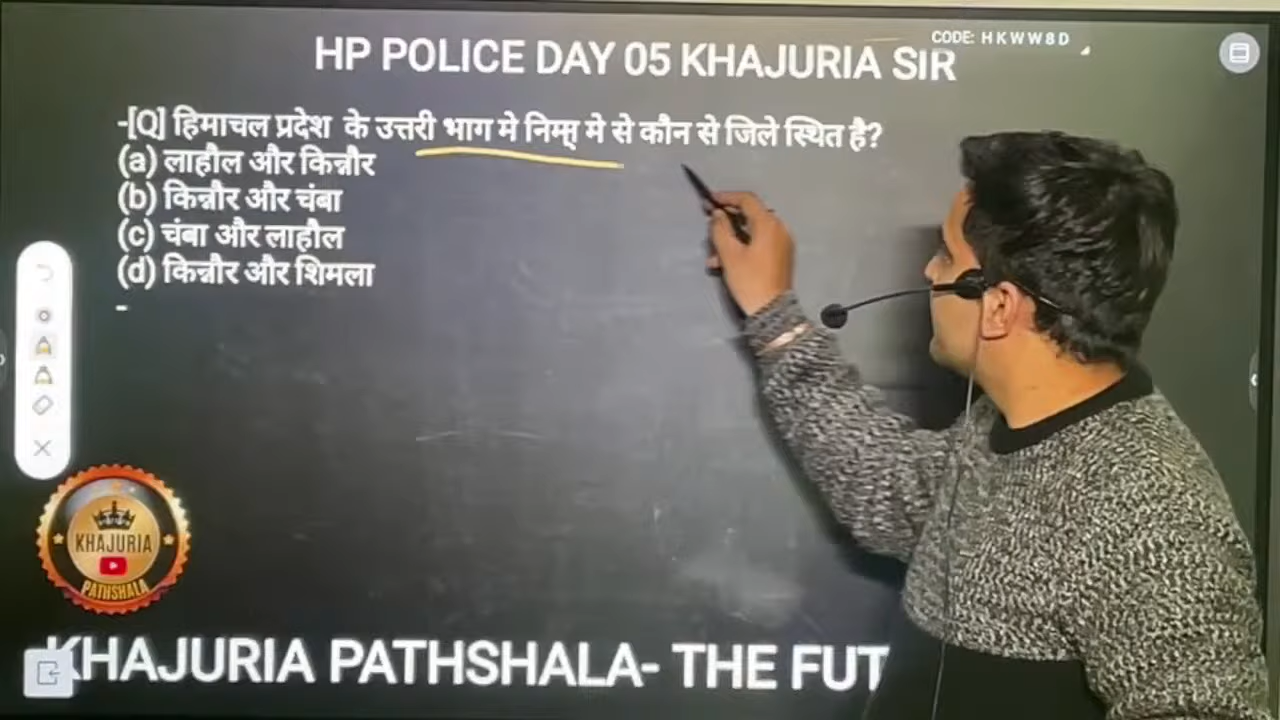 CODE: HKWW8D
HP POLICE DAY 05 KHAJURIA SIR
-[Q] हिमाचल प्रदेश के उत्तरी भाग मे निम्न मे से कौन से जिले स्थित है?
(a) लाहौल और किन्नौर
(b) किन्नौर और चंबा
(c) चंबा और लाहौल
(d) किन्नौर और शिमला
-
KHAJURIA
PATHSHALA
KHAJURIA PATHSHALA- THE FUT